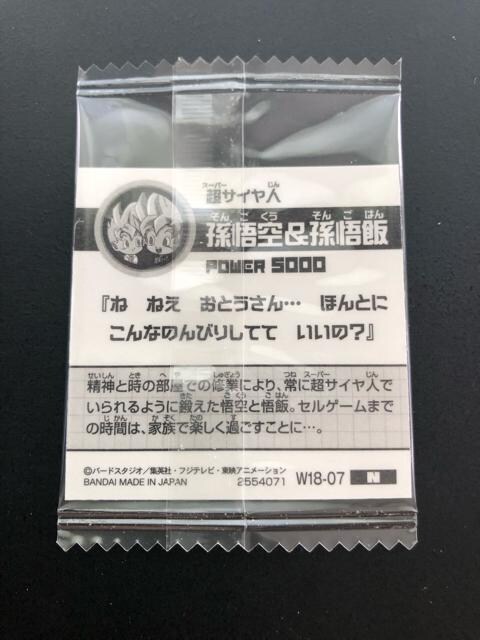 超サイヤ人
スーパー じん
孫悟空&孫悟飯
そん ご くう そん ご はん
POWER 5000
『ね ねえ おとうさん… ほんとに
こんなのんびりしてて いいの?』
せいしん とき へ や しゅぎょう つね スーパー じん
精神と時の部屋での修業により、常に超サイヤ人で
きた ご くう ご はん
いられるように鍛えた悟空と悟飯。セルゲームまで
じ かん か ぞく たの す
の時間は、家族で楽しく過ごすことに…。
©バードスタジオ/集英社・フジテレビ・東映アニメーション
BANDAI MADE IN JAPAN 2554071 W18-07 N